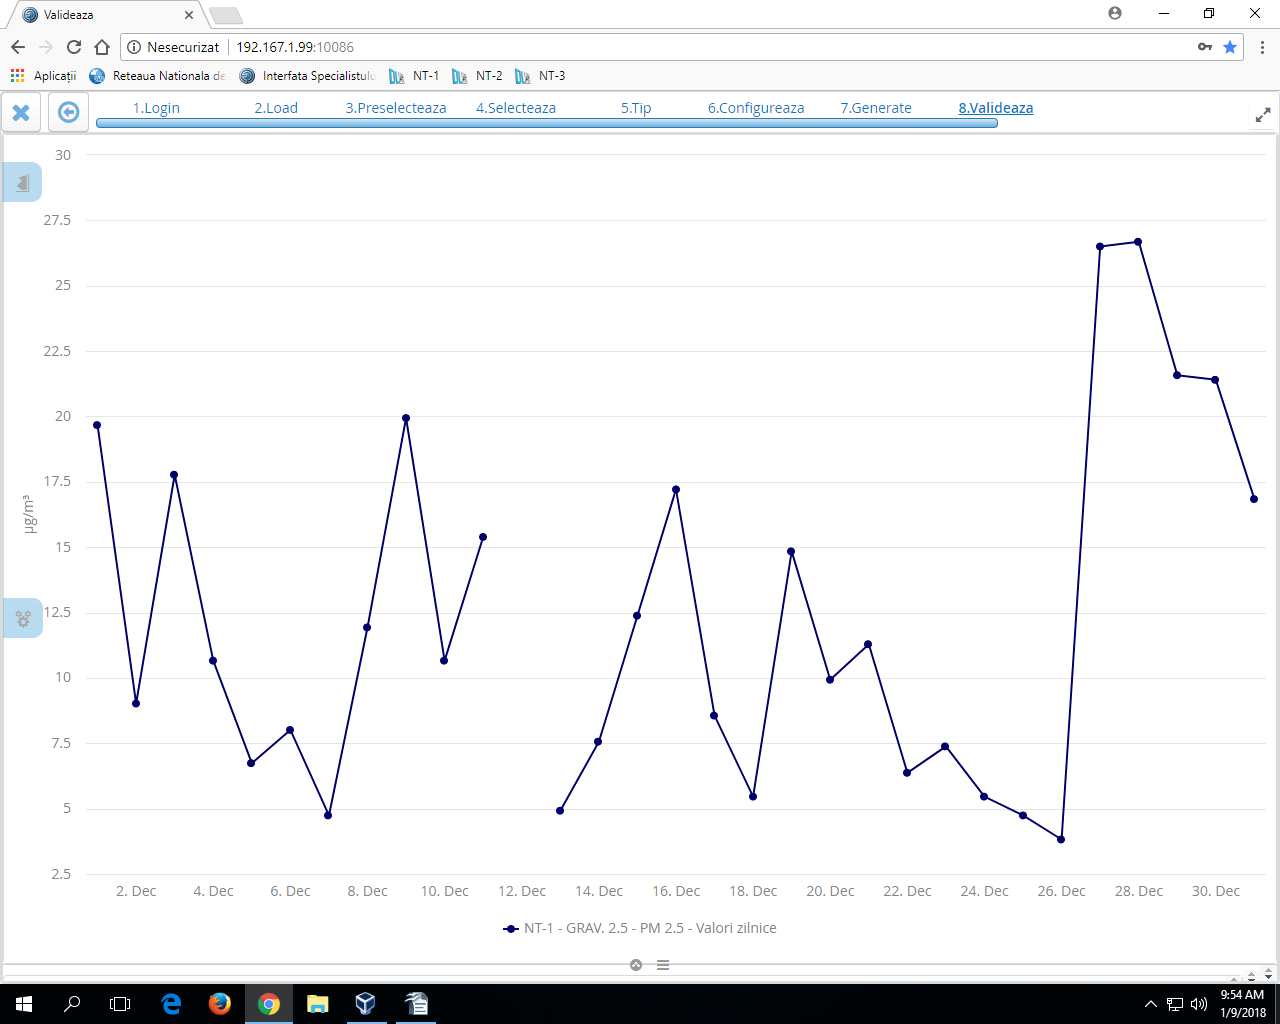 Valideaza
Nesecurizat 192.167.1.99:10086
Aplicații Reteaua Nationala de Interfata Specialistulu NT-1 NT-2 NT-3
1.Login 2.Load 3.Preselecteaza 4.Selecteaza 5.Tip 6.Configureaza 7.Generate 8.Valideaza
30
27.5
25
22.5
20
17.5
µg/m³
15
12.5
10
7.5
5
2.5
2. Dec 4. Dec 6. Dec 8. Dec 10. Dec 12. Dec 14. Dec 16. Dec 18. Dec 20. Dec 22. Dec 24. Dec 26. Dec 28. Dec 30. Dec
NT-1 - GRAV. 2.5 - PM 2.5 - Valori zilnice
9:54 AM
1/9/2018